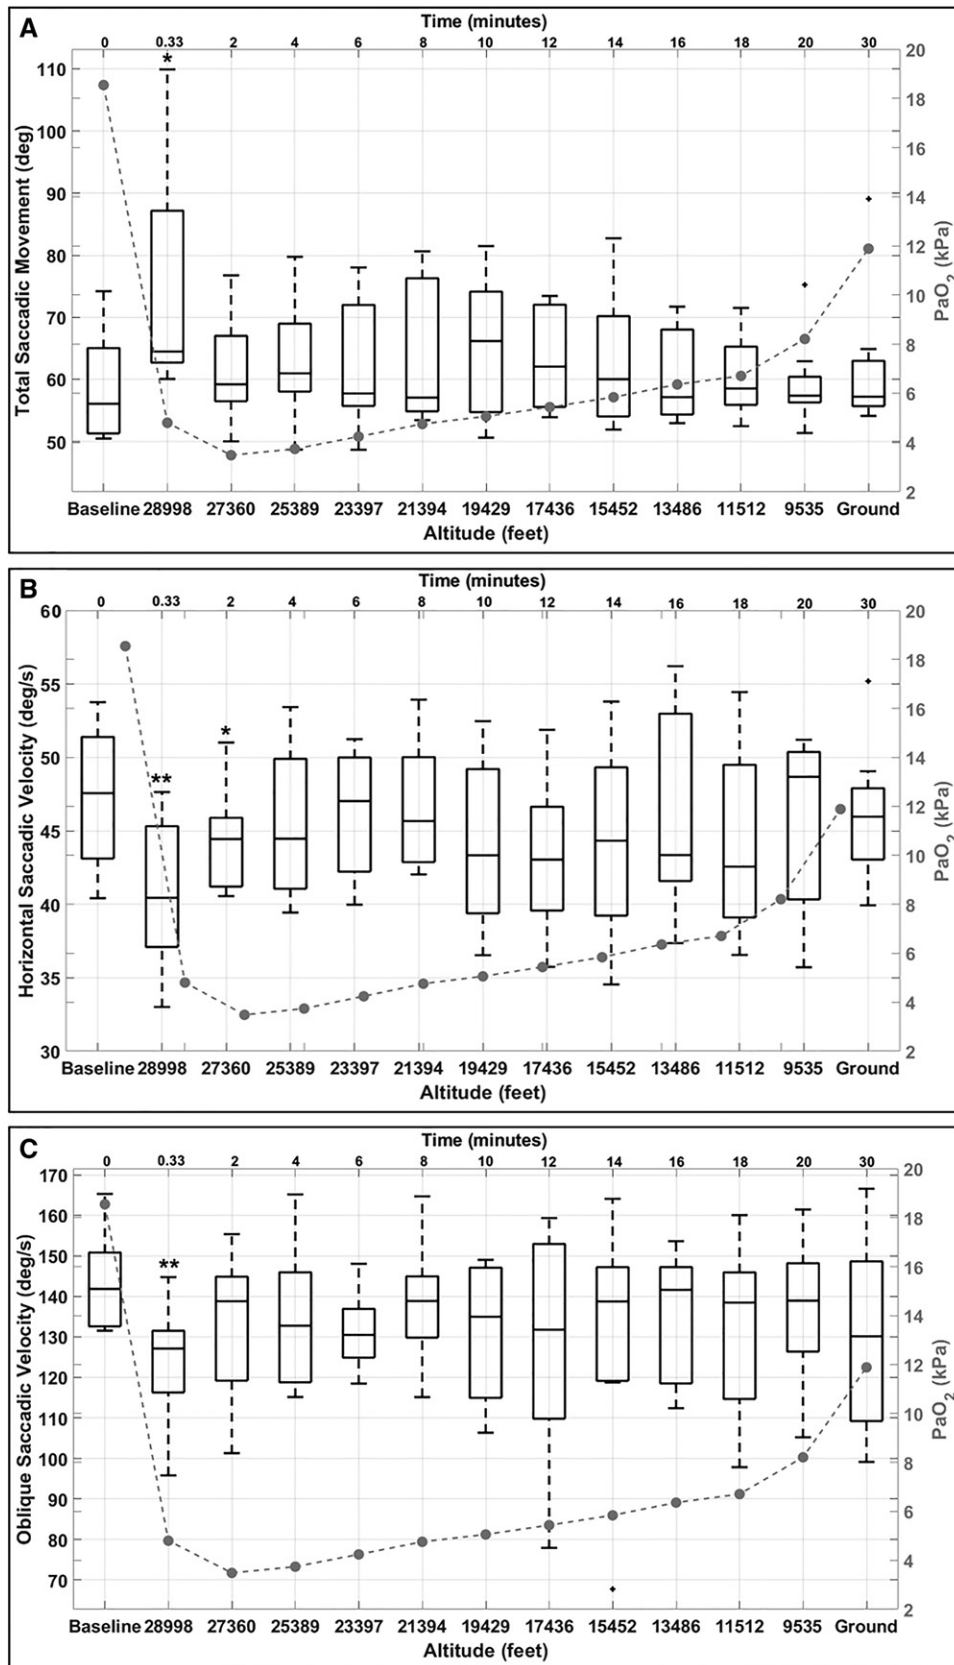 A
Time (minutes)
0 0.33 2 4 6 8 10 12 14 16 18 20 30
*
Total Saccadic Movement (deg)
110
100
90
80
70
60
50
20
18
16
14
12
10
8
6
4
2
PaO2 (kPa)
Baseline 28998 27360 25389 23397 21394 19429 17436 15452 13486 11512 9535 Ground
Altitude (feet)
B
Time (minutes)
0 0.33 2 4 6 8 10 12 14 16 18 20 30
** *
Horizontal Saccadic Velocity (deg/s)
60
55
50
45
40
35
30
20
18
16
14
12
10
8
6
4
2
PaO2 (kPa)
Baseline 28998 27360 25389 23397 21394 19429 17436 15452 13486 11512 9535 Ground
Altitude (feet)
C
Time (minutes)
0 0.33 2 4 6 8 10 12 14 16 18 20 30
**
Oblique Saccadic Velocity (deg/s)
170
160
150
140
130
120
110
100
90
80
70
20
18
16
14
12
10
8
6
4
2
PaO2 (kPa)
Baseline 28998 27360 25389 23397 21394 19429 17436 15452 13486 11512 9535 Ground
Altitude (feet)